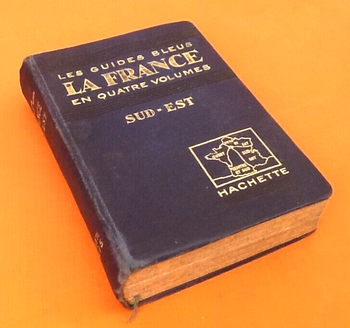 LES GUIDES BLEUS
LA FRANCE
EN QUATRE VOLUMES
SUD-EST
HACHETTE